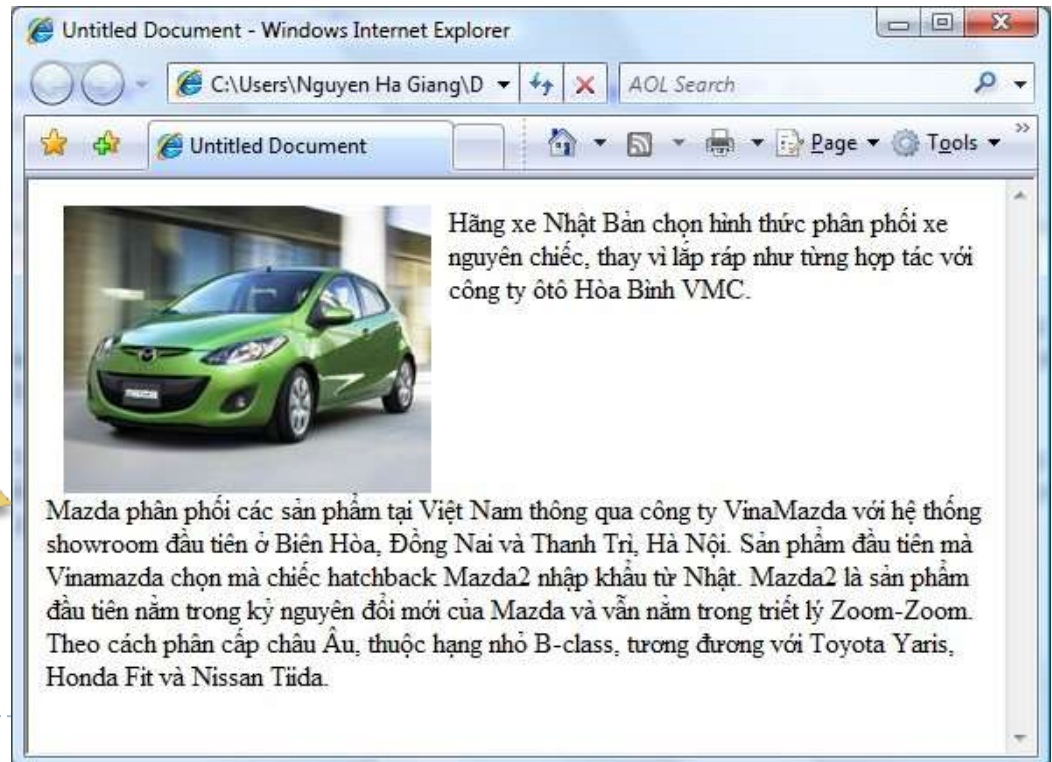 Untitled Document - Windows Internet Explorer
C:\Users\Nguyen Ha Giang\D
AOL Search
Untitled Document
Page
Tools
Hãng xe Nhật Bản chọn hình thức phân phối xe
nguyên chiếc, thay vì lắp ráp như từng hợp tác với
công ty ôtô Hòa Bình VMC.
Mazda phân phối các sản phẩm tại Việt Nam thông qua công ty VinaMazda với hệ thống
showroom đầu tiên ở Biên Hòa, Đồng Nai và Thanh Trì, Hà Nội. Sản phẩm đầu tiên mà
Vinamazda chọn mà chiếc hatchback Mazda2 nhập khẩu từ Nhật. Mazda2 là sản phẩm
đầu tiên nằm trong kỷ nguyên đổi mới của Mazda và vẫn nằm trong triết lý Zoom-Zoom.
Theo cách phân cấp châu Âu, thuộc hạng nhỏ B-class, tương đương với Toyota Yaris,
Honda Fit và Nissan Tiida.